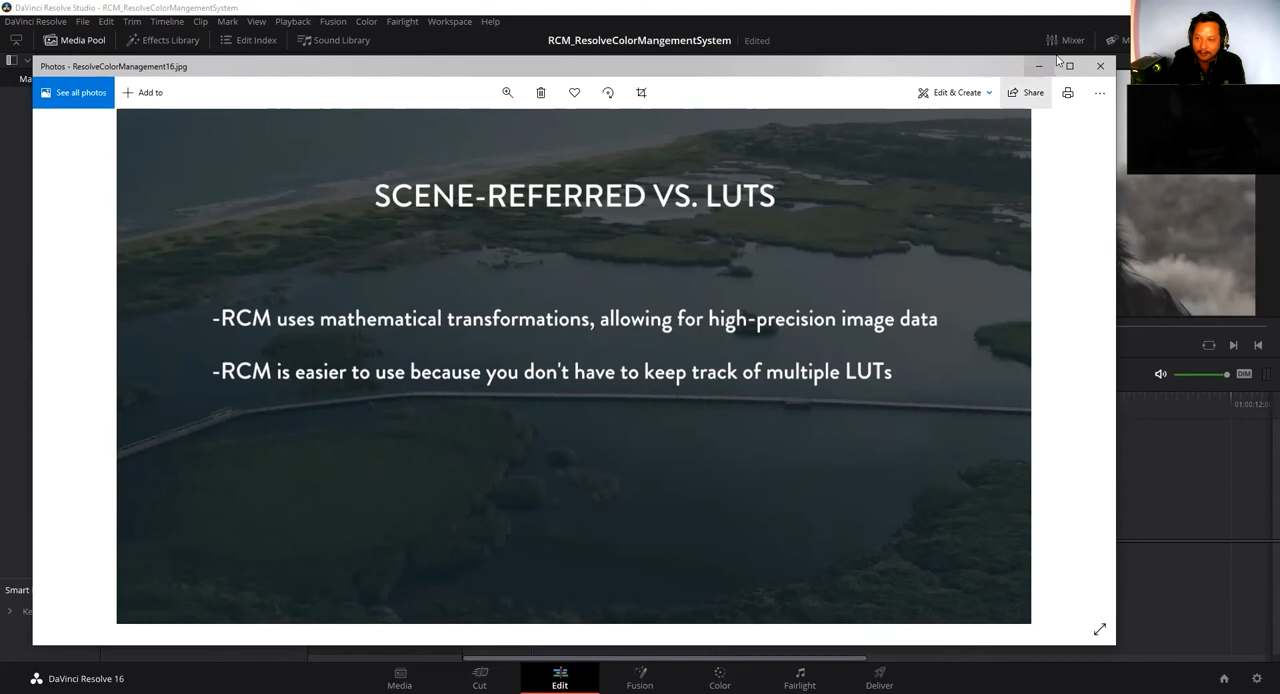 DaVinci Resolve Studio - RCM_ResolveColorMangementSystem
DaVinci Resolve File Edit Trim Timeline Clip Mark View Playback Fusion Color Fairlight Workspace Help
Media Pool Effects Library Edit Index Sound Library RCM_ResolveColorMangementSystem Edited Mixer
Photos - ResolveColorManagement16.jpg
See all photos Add to Edit & Create Share
SCENE-REFERRED VS. LUTS
-RCM uses mathematical transformations, allowing for high-precision image data
-RCM is easier to use because you don't have to keep track of multiple LUTs
DIM
Smart
DaVinci Resolve 16 Media Cut Edit Fusion Color Fairlight Deliver